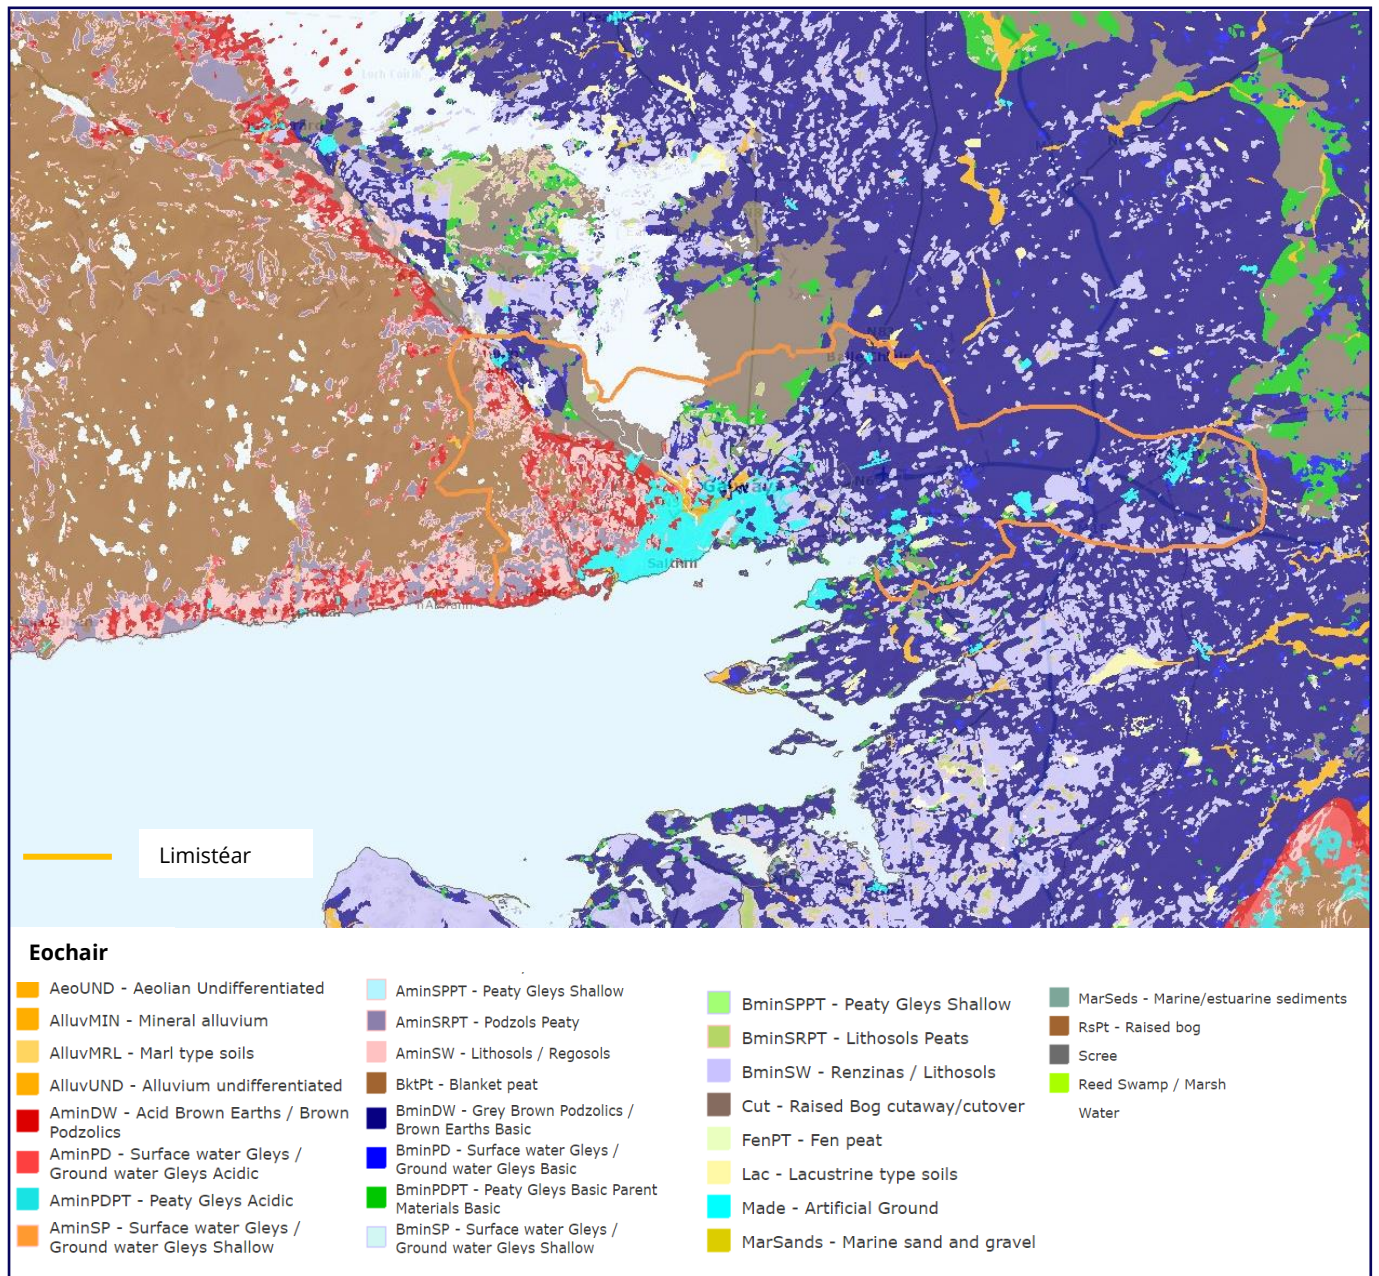 Loch Coirib
N83
Baile Chláir
N6
Limistéar
Eochair
AeoUND - Aeolian Undifferentiated
AlluvMIN - Mineral alluvium
AlluvMRL - Marl type soils
AlluvUND - Alluvium undifferentiated
AminDW - Acid Brown Earths / Brown
Podzolics
AminPD - Surface water Gleys /
Ground water Gleys Acidic
AminPDPT - Peaty Gleys Acidic
AminSP - Surface water Gleys /
Ground water Gleys Shallow
AminSPPT - Peaty Gleys Shallow
AminSRPT - Podzols Peaty
AminSW - Lithosols / Regosols
BktPt - Blanket peat
BminDW - Grey Brown Podzolics /
Brown Earths Basic
BminPD - Surface water Gleys /
Ground water Gleys Basic
BminPDPT - Peaty Gleys Basic Parent
Materials Basic
BminSP - Surface water Gleys /
Ground water Gleys Shallow
BminSPPT - Peaty Gleys Shallow
BminSRPT - Lithosols Peats
BminSW - Renzinas / Lithosols
Cut - Raised Bog cutaway/cutover
FenPT - Fen peat
Lac - Lacustrine type soils
Made - Artificial Ground
MarSands - Marine sand and gravel
MarSeds - Marine/estuarine sediments
RsPt - Raised bog
Scree
Reed Swamp / Marsh
Water